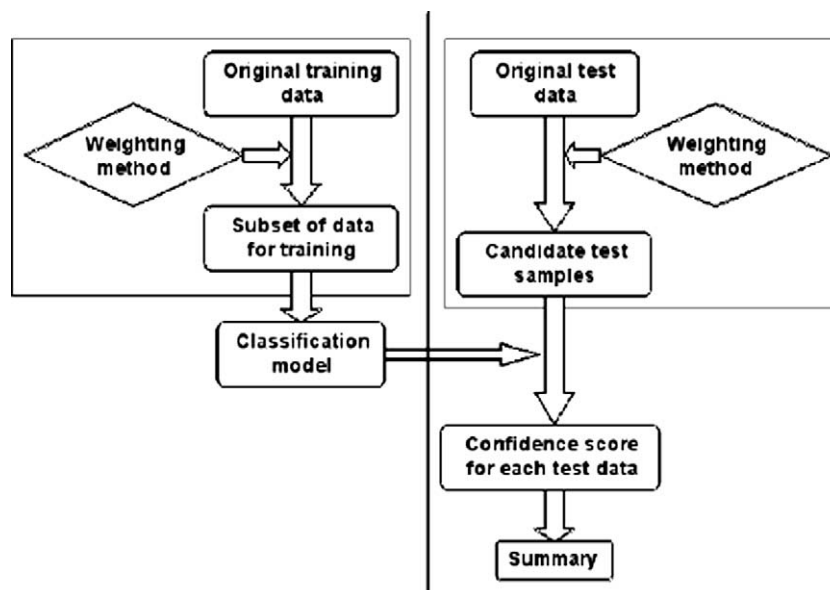 Original training
data
Weighting
method
Subset of data
for training
Classification
model
Original test
data
Weighting
method
Candidate test
samples
Confidence score
for each test data
Summary